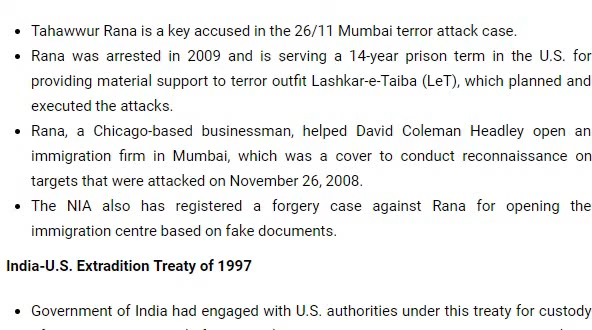 • Tahawwur Rana is a key accused in the 26/11 Mumbai terror attack case.
• Rana was arrested in 2009 and is serving a 14-year prison term in the U.S. for
providing material support to terror outfit Lashkar-e-Taiba (LeT), which planned and
executed the attacks.
• Rana, a Chicago-based businessman, helped David Coleman Headley open an
immigration firm in Mumbai, which was a cover to conduct reconnaissance on
targets that were attacked on November 26, 2008.
• The NIA also has registered a forgery case against Rana for opening the
immigration centre based on fake documents.
India-U.S. Extradition Treaty of 1997
• Government of India had engaged with U.S. authorities under this treaty for custody